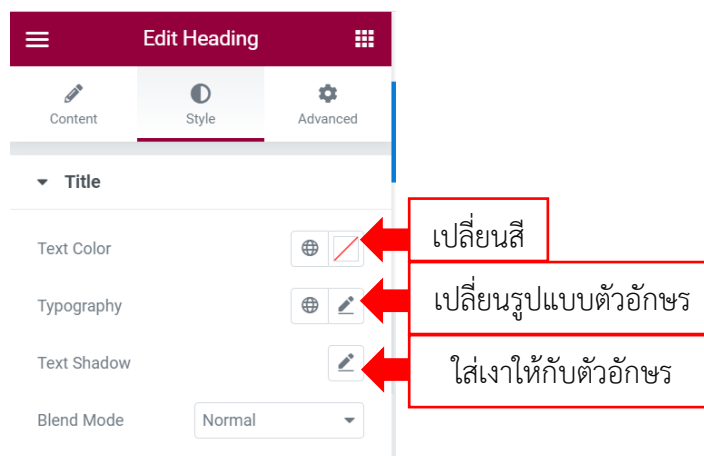 Edit Heading
Content
Style
Advanced
Title
Text Color
เปลี่ยนสี
Typography
เปลี่ยนรูปแบบตัวอักษร
Text Shadow
ใส่เงาให้กับตัวอักษร
Blend Mode
Normal